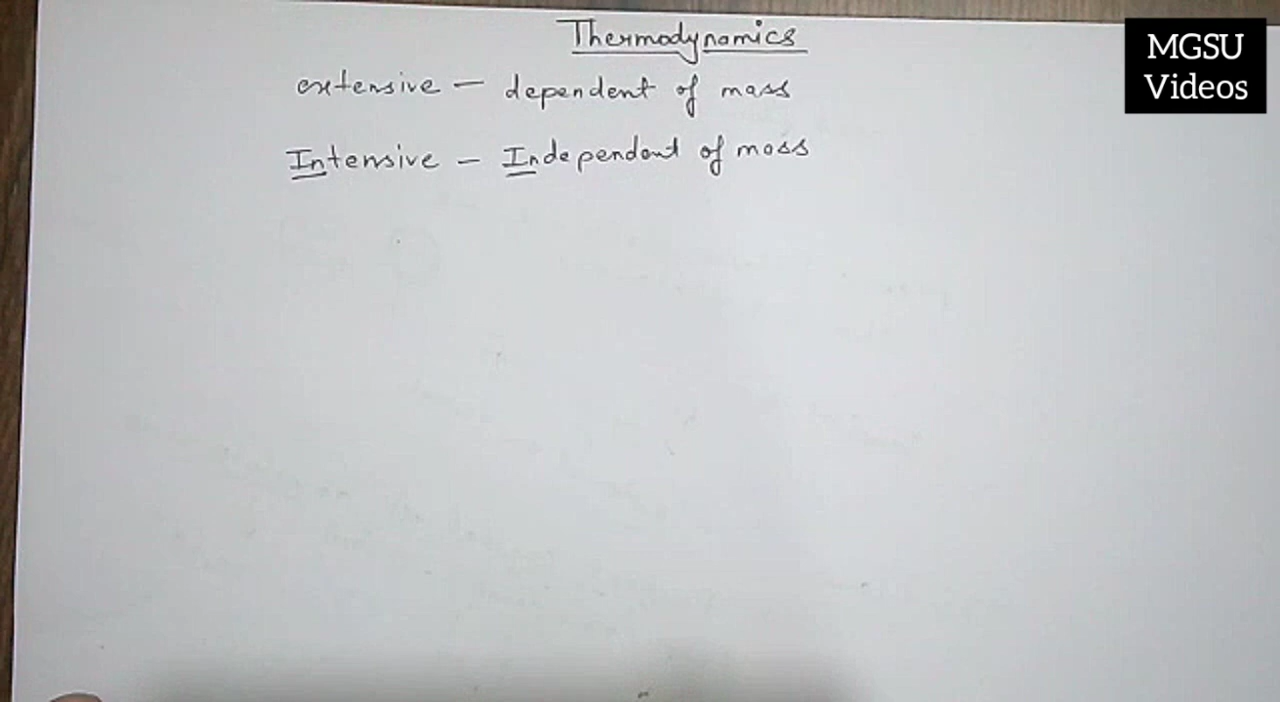 Thermodynamics
MGSU
Videos
extensive — dependent of mass
Intensive — Independent of mass